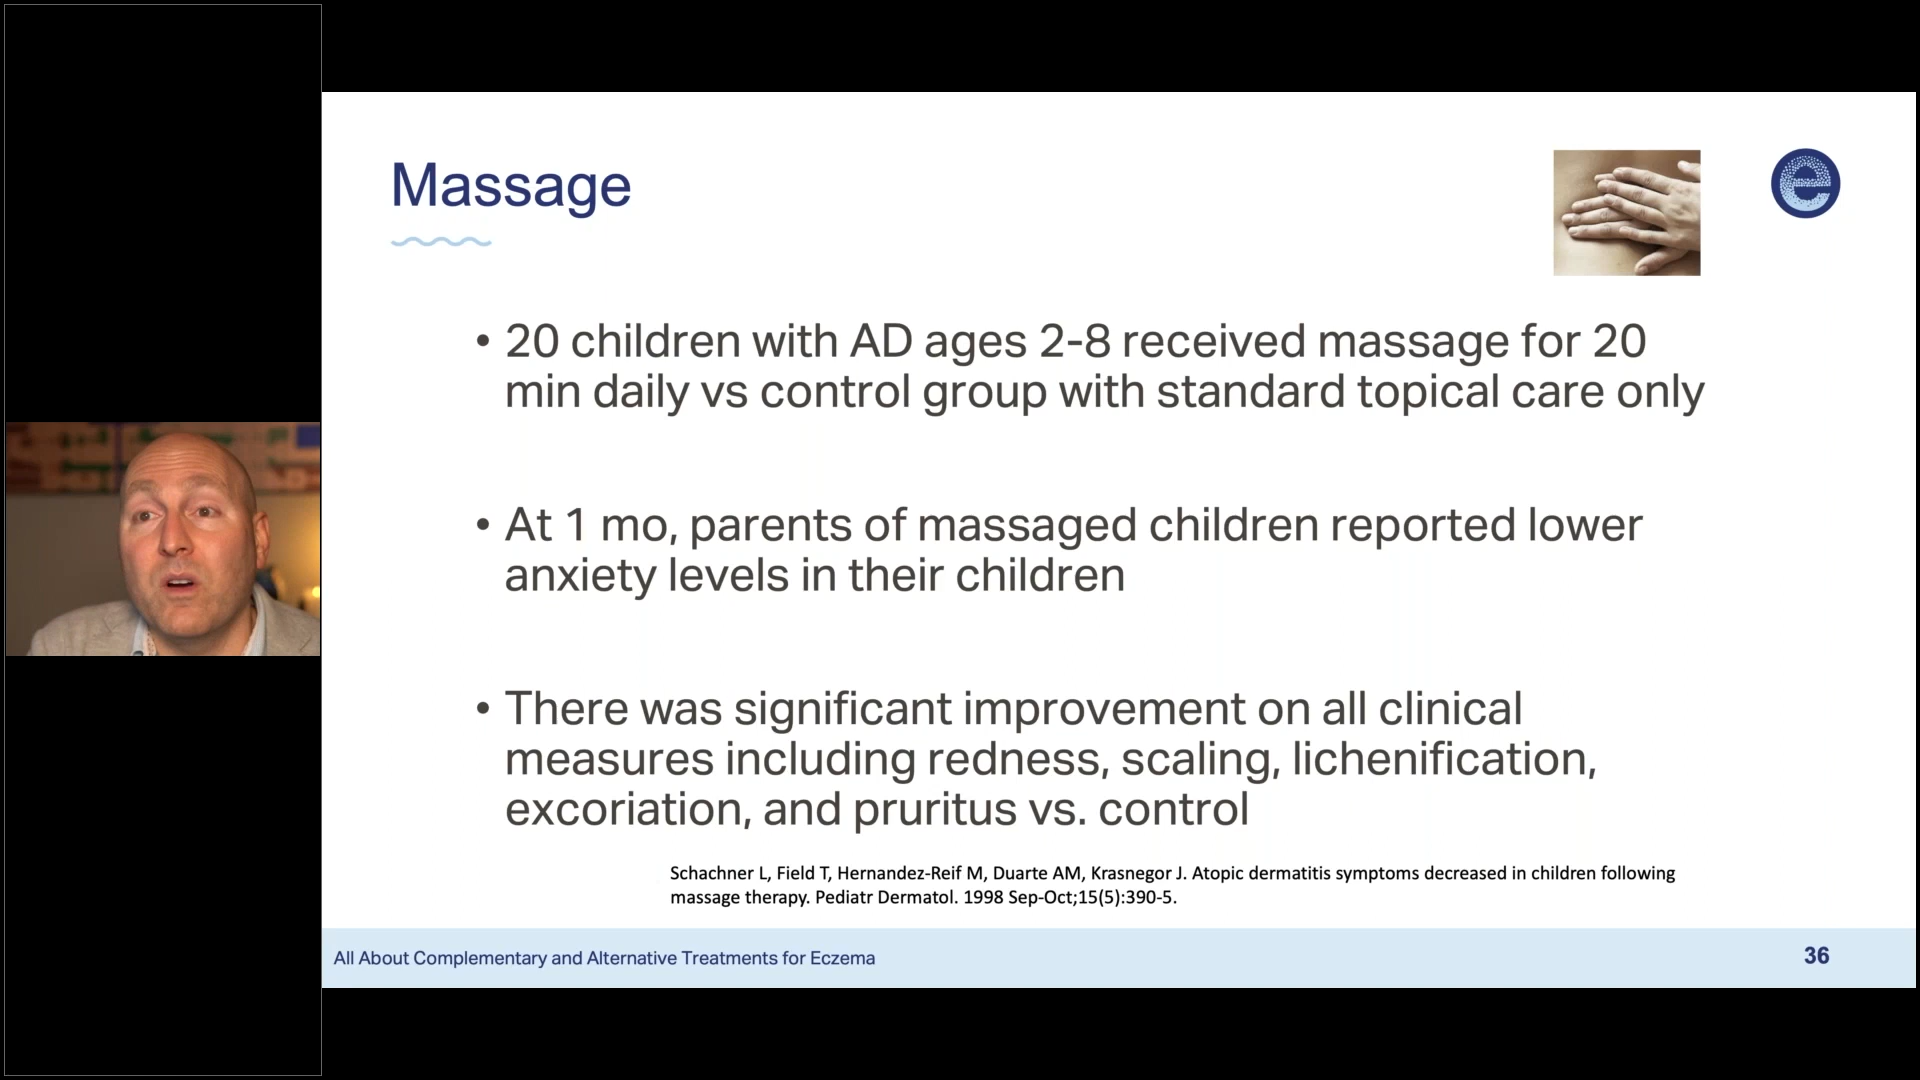 Massage
• 20 children with AD ages 2-8 received massage for 20
min daily vs control group with standard topical care only
• At 1 mo, parents of massaged children reported lower
anxiety levels in their children
• There was significant improvement on all clinical
measures including redness, scaling, lichenification,
excoriation, and pruritus vs. control
Schachner L, Field T, Hernandez-Reif M, Duarte AM, Krasnegor J. Atopic dermatitis symptoms decreased in children following
massage therapy. Pediatr Dermatol. 1998 Sep-Oct;15(5):390-5.
All About Complementary and Alternative Treatments for Eczema
36
e